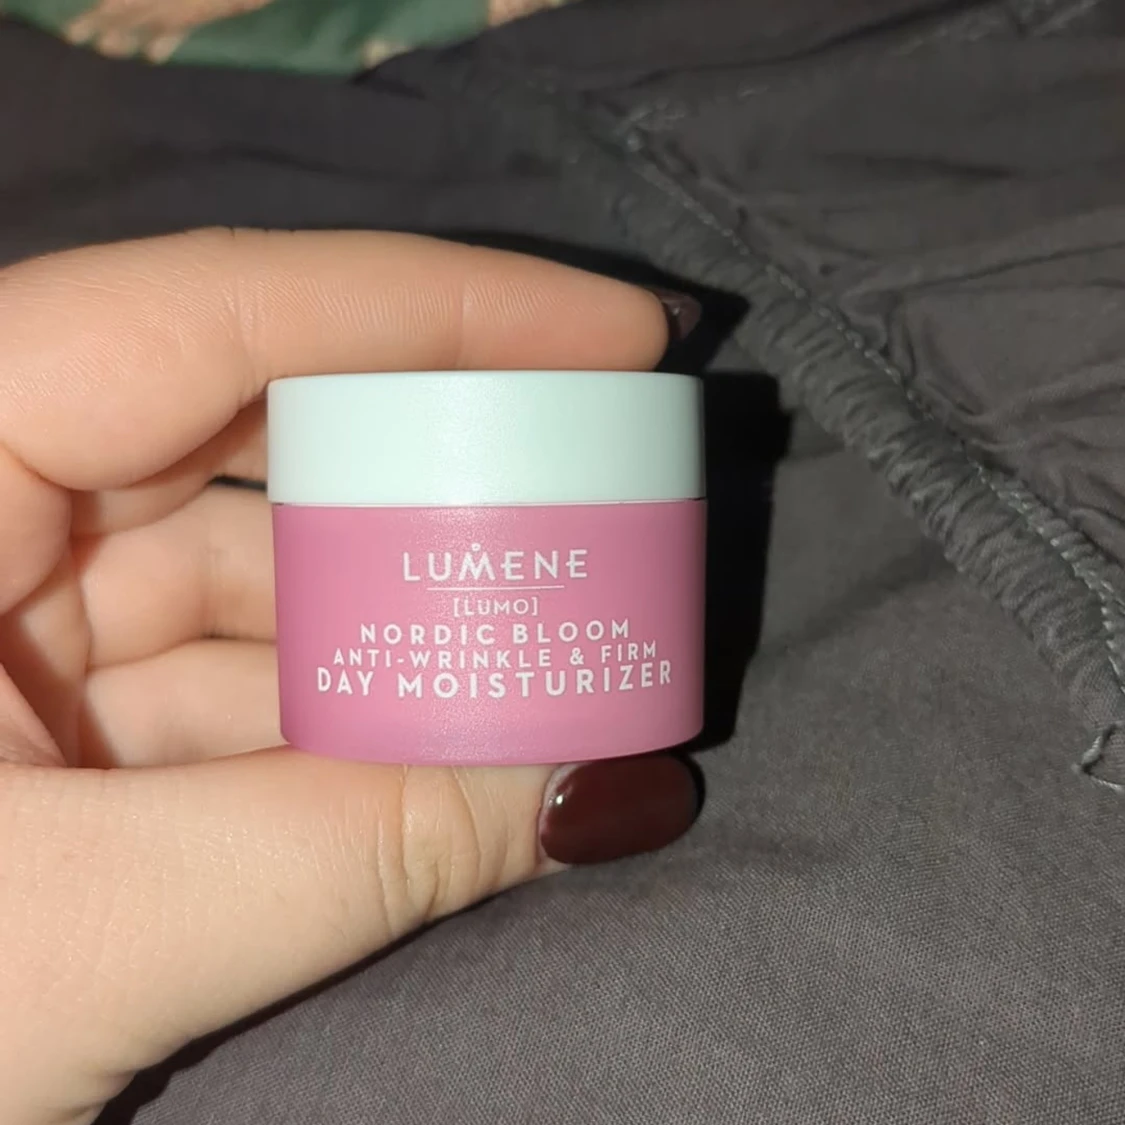 LUMENE
[LUMO]
NORDIC BLOOM
ANTI-WRINKLE & FIRM
DAY MOISTURIZER